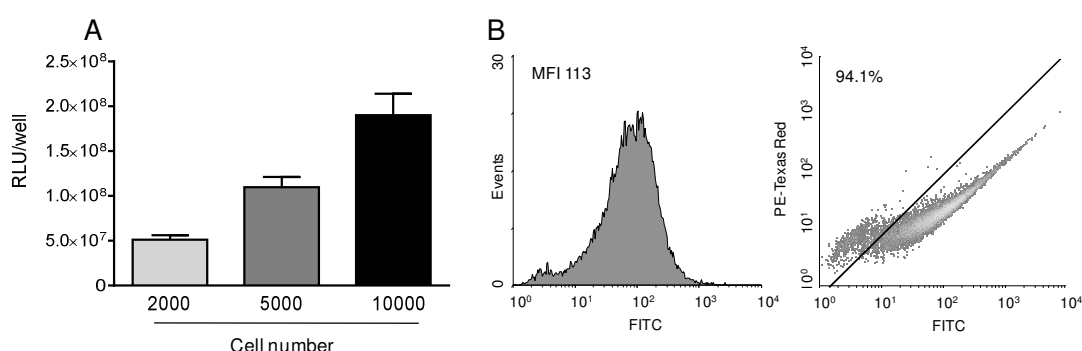 A
2.5×10⁸
2.0×10⁸
1.5×10⁸
1.0×10⁸
5.0×10⁷
0
RLU/well
2000 5000 10000
Cell number
B
30
MFI 113
Events
0
10⁰ 10¹ 10² 10³ 10⁴
FITC
10⁴
94.1%
10³
10²
10¹
10⁰
PE-Texas Red
10⁰ 10¹ 10² 10³ 10⁴
FITC